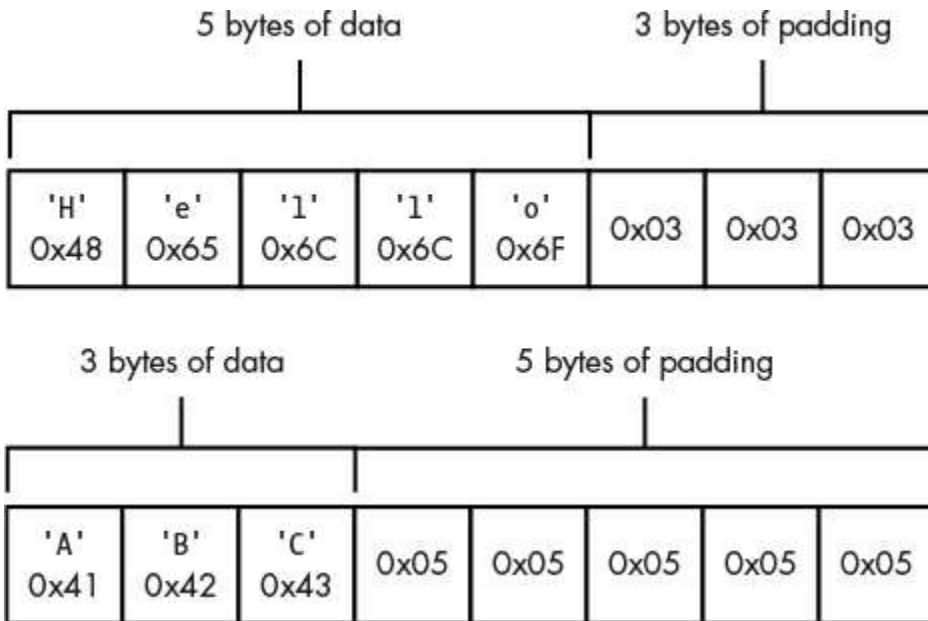 5 bytes of data 3 bytes of padding
'H' 'e' 'l' 'l' 'o' 0x03 0x03 0x03
0x48 0x65 0x6C 0x6C 0x6F
3 bytes of data 5 bytes of padding
'A' 'B' 'C' 0x05 0x05 0x05 0x05 0x05
0x41 0x42 0x43